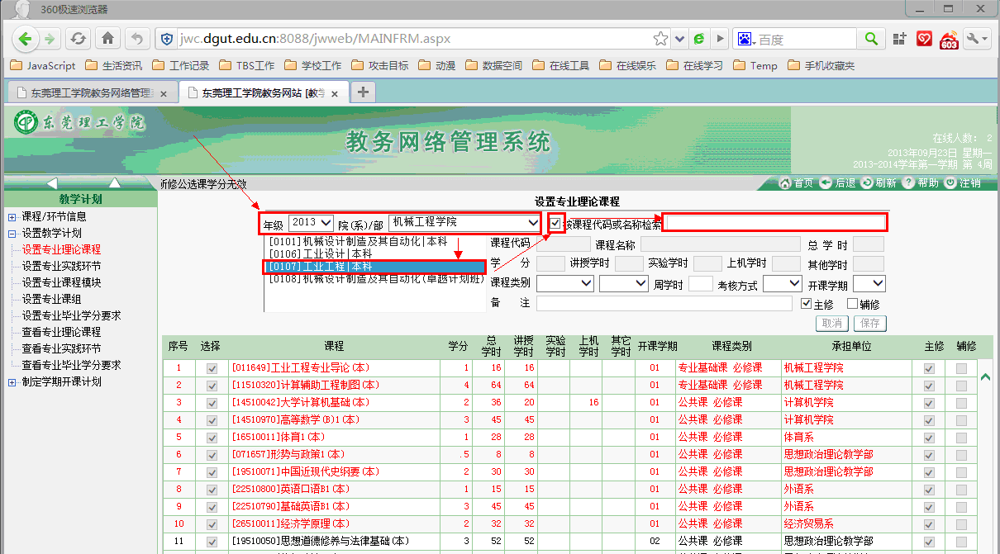 360极速浏览器
jwc.dgut.edu.cn:8088/jwweb/MAINFRM.aspx
百度
603
JavaScript 生活资讯 工作记录 TBS工作 学校工作 攻击目标 动漫 数据空间 在线工具 在线娱乐 在线学习 Temp 手机收藏夹
东莞理工学院教务网络管理 东莞理工学院教务网站 [教学
东莞理工学院
教务网络管理系统
在线人数: 2
2013年09月23日 星期一
2013-2014学年第一学期 第 4周
所修公选课学分无效
首页 后退 刷新 帮助 注销
教学计划
课程/环节信息
设置教学计划
设置专业理论课程
设置专业实践环节
设置专业课程模块
设置专业课组
设置专业毕业学分要求
查看专业理论课程
查看专业实践环节
查看专业毕业学分要求
制定学期开课计划
设置专业理论课程
年级 2013 院(系)/部 机械工程学院 按课程代码或名称检索
[0101]机械设计制造及其自动化|本科
[0106]工业设计|本科
[0107]工业工程|本科
[0108]机械设计制造及其自动化(卓越计划班)
课程代码 课程名称 总 学 时
学 分 讲授学时 实验学时 上机学时 其他学时
课程类别 周学时 考核方式 开课学期
备 注 主修 辅修
取消 保存
序号 选择 课程 学分 总学时 讲授学时 实验学时 上机学时 其它学时 开课学期 课程类别 承担单位 主修 辅修
1 [011649]工业工程专业导论(本) 1 16 16 01 专业基础课 必修课 机械工程学院
2 [11510320]计算辅助工程制图(本) 4 64 64 01 专业基础课 必修课 机械工程学院
3 [14510042]大学计算机基础(本) 2 36 20 16 01 公共课 必修课 计算机学院
4 [14510970]高等数学(B)1(本) 3 45 45 01 公共课 必修课 计算机学院
5 [16510011]体育1(本) 1 28 28 01 公共课 必修课 体育系
6 [071657]形势与政策1(本) .5 8 8 01 公共课 必修课 思想政治理论教学部
7 [19510071]中国近现代史纲要(本) 2 30 30 01 公共课 必修课 思想政治理论教学部
8 [22510800]英语口语B1(本) 1 15 15 01 公共课 必修课 外语系
9 [22510790]基础英语B1(本) 3 45 45 01 公共课 必修课 外语系
10 [26510011]经济学原理(本) 2 32 32 01 公共课 必修课 经济贸易系
11 [19510050]思想道德修养与法律基础(本) 3 52 52 02 公共课 必修课 思想政治理论教学部